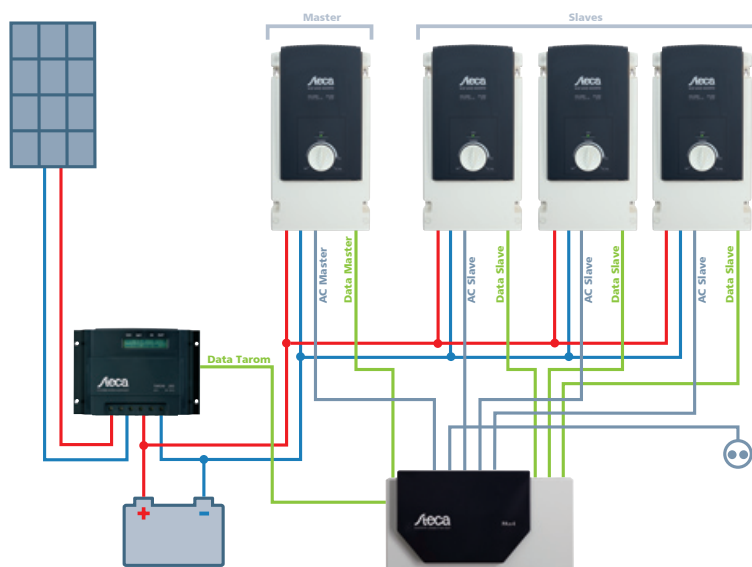 Master
Slaves
Steca
Steca
Steca
Steca
AC Master
Data Master
AC Slave
Data Slave
AC Slave
Data Slave
AC Slave
Data Slave
Data Tarom
Steca
+
-
Steca